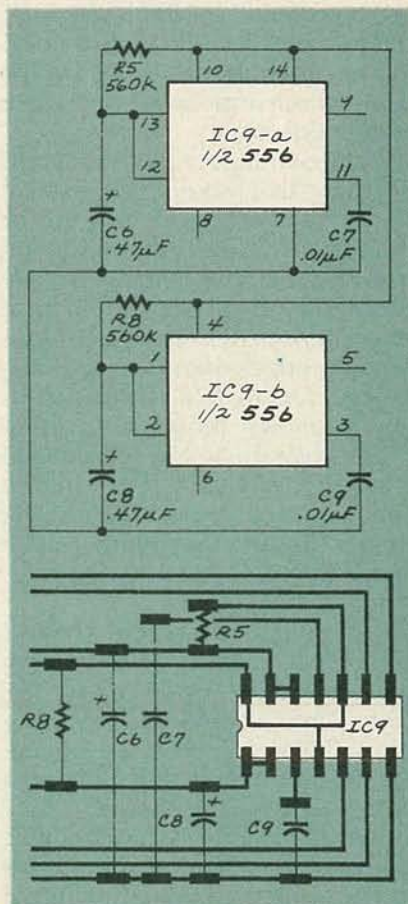 R5
560K
10
14
13
IC9-a
1/2 556
9
12
11
8
7
+
C6
.47µF
C7
.01µF
R8
560K
4
1
IC9-b
1/2 556
5
2
3
6
+
C8
.47µF
C9
.01µF
R5
R8
+
C6
C7
IC9
C8
+
C9